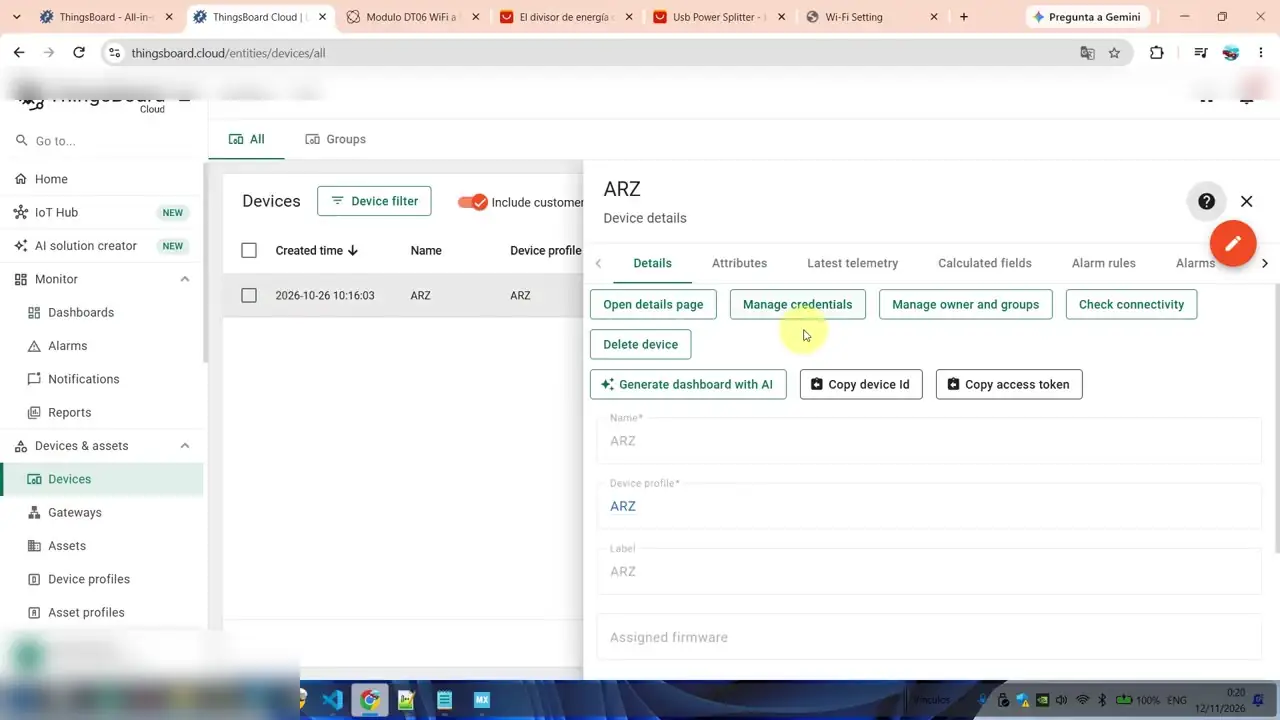 ThingsBoard - All-in-
ThingsBoard Cloud | 
Modulo DT06 WiFi a
El divisor de energía
Usb Power Splitter -
Wi-Fi Setting
Pregunta a Gemini
thingsboard.cloud/entities/devices/all
ThingsBoard
Cloud
Go to...
All
Groups
Home
IoT Hub
NEW
AI solution creator
NEW
Monitor
Dashboards
Alarms
Notifications
Reports
Devices & assets
Devices
Gateways
Assets
Device profiles
Asset profiles
Devices
Device filter
Include customer
Created time
Name
Device profile
2026-10-26 10:16:03
ARZ
ARZ
ARZ
Device details
Details
Attributes
Latest telemetry
Calculated fields
Alarm rules
Alarms
Open details page
Manage credentials
Manage owner and groups
Check connectivity
Delete device
Generate dashboard with AI
Copy device Id
Copy access token
Name*
ARZ
Device profile*
ARZ
Label
ARZ
Assigned firmware
MX
Vínculos
100%
ENG
0:20
12/11/2026